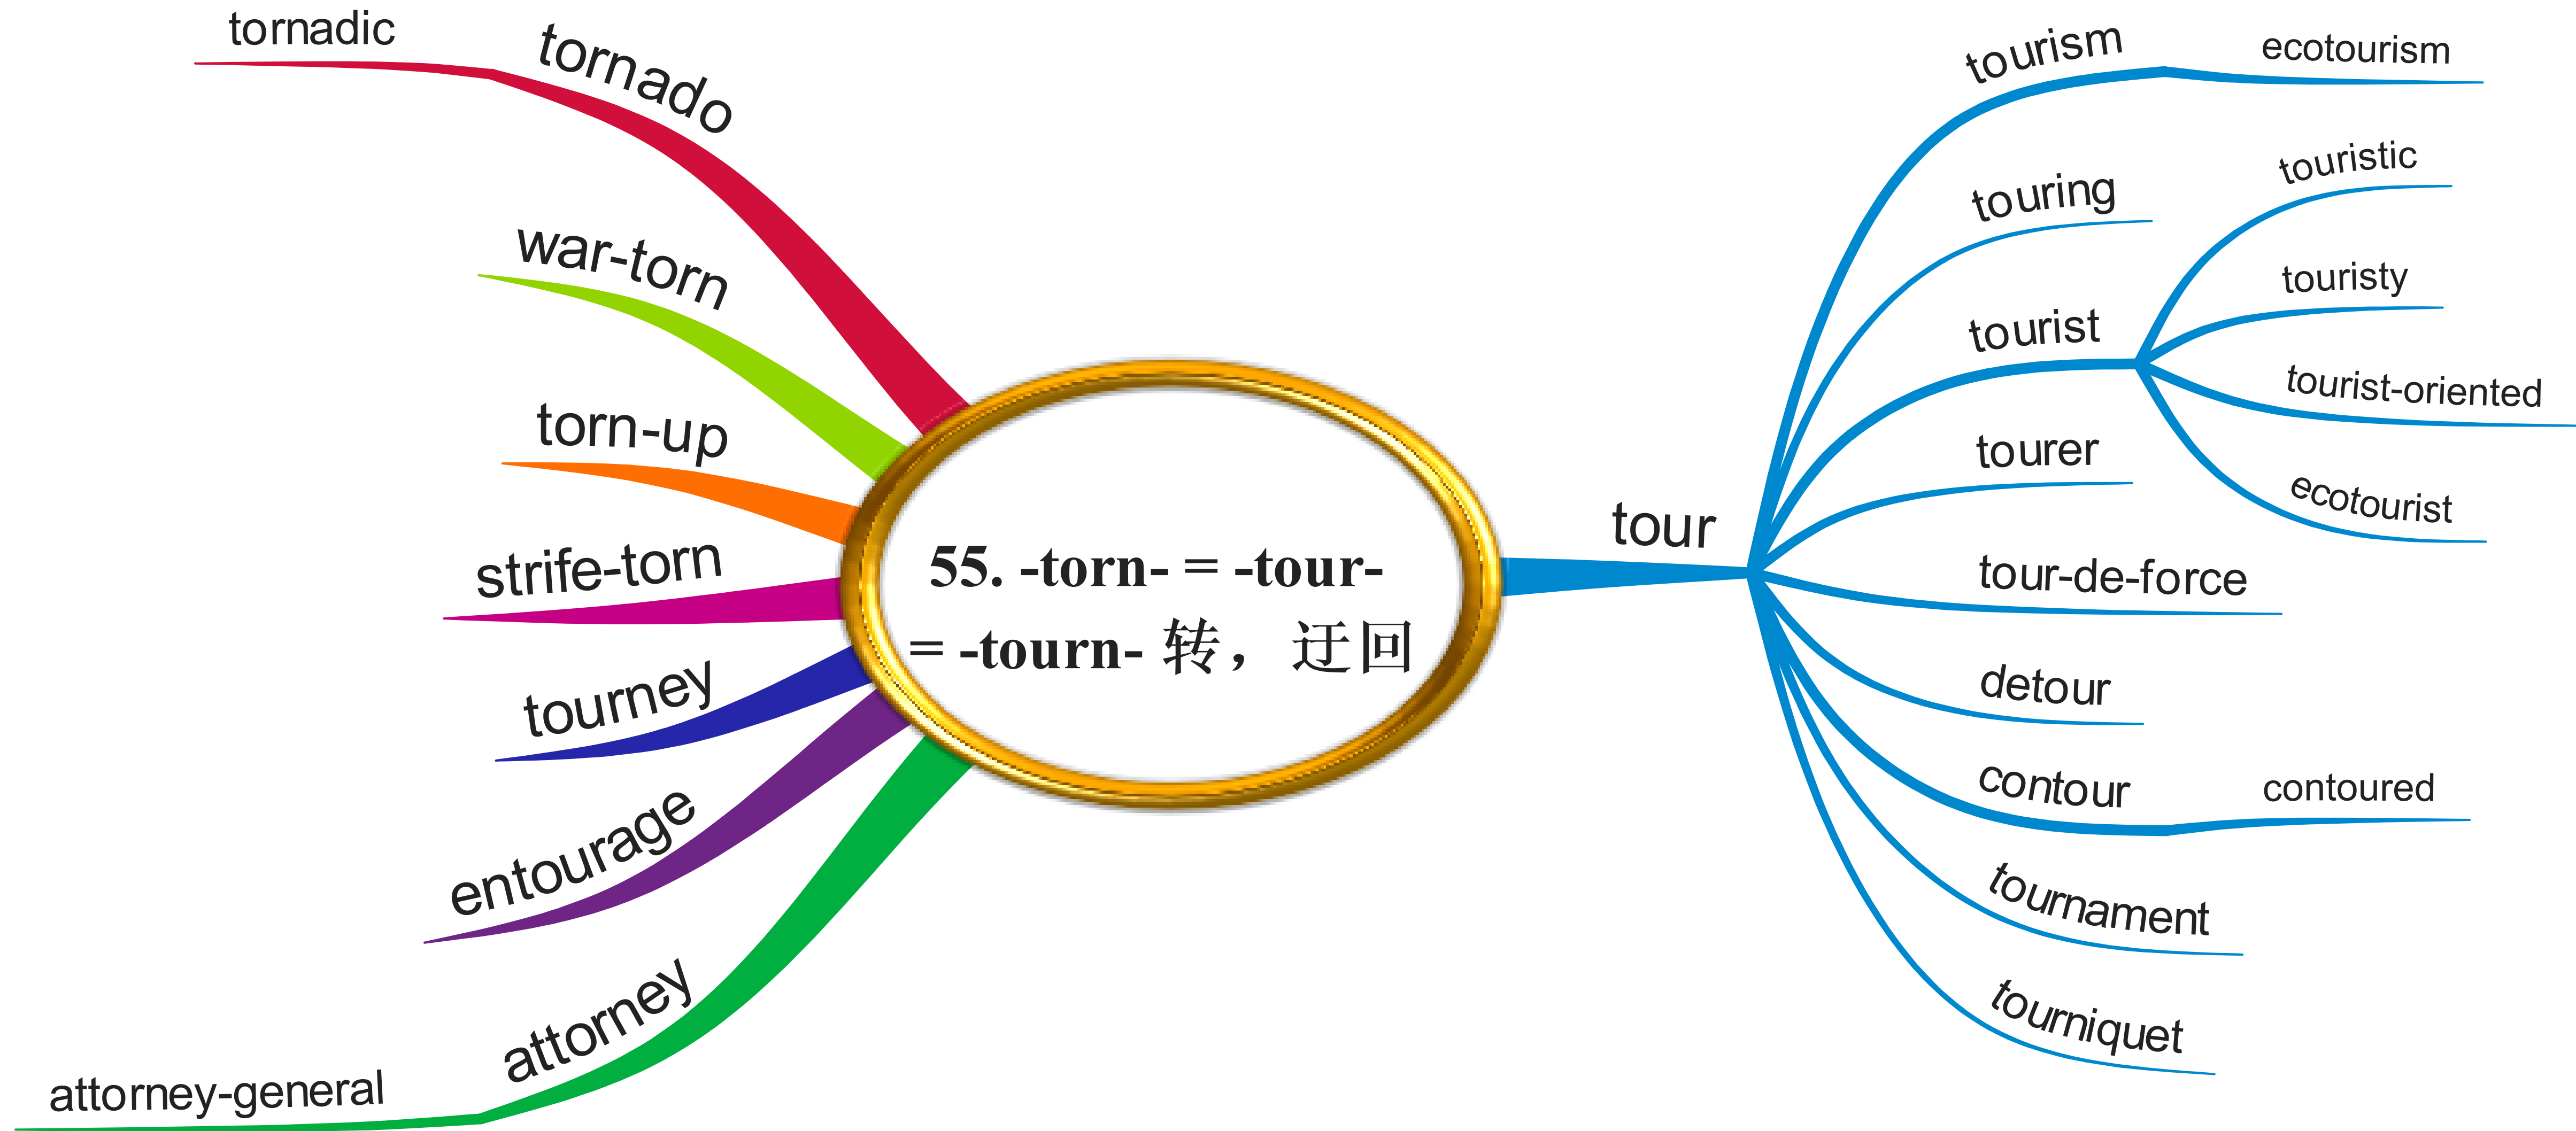 55. -torn- = -tour-
= -tourn- 转，迂回
tour
tourism
ecotourism
touring
tourist
touristic
touristy
tourist-oriented
ecotourist
tourer
tour-de-force
detour
contour
contoured
tournament
tourniquet
tornado
tornadic
war-torn
torn-up
strife-torn
tourney
entourage
attorney
attorney-general